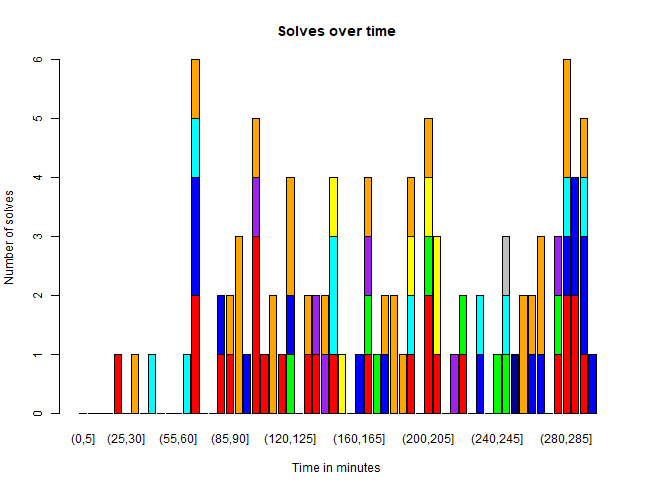 Solves over time
Number of solves
6
5
4
3
2
1
0
(0,5] (25,30] (55,60] (85,90] (120,125] (160,165] (200,205] (240,245] (280,285]
Time in minutes